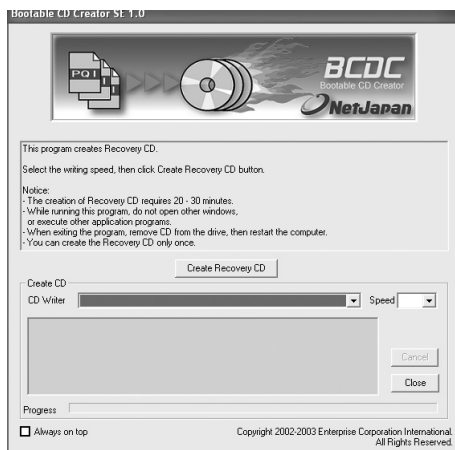 Bootable CD Creator SE 1.0
PQI
BCDC
Bootable CD Creator
NetJapan
This program creates Recovery CD.
Select the writing speed, then click Create Recovery CD button.
Notice:
- The creation of Recovery CD requires 20 - 30 minutes.
- While running this program, do not open other windows,
or execute other application programs.
- When exiting the program, remove CD from the drive, then restart the computer.
- You can create the Recovery CD only once.
Create Recovery CD
Create CD
CD Writer
Speed
Cancel
Close
Progress
Always on top
Copyright 2002-2003 Enterprise Corporation International.
All Rights Reserved.